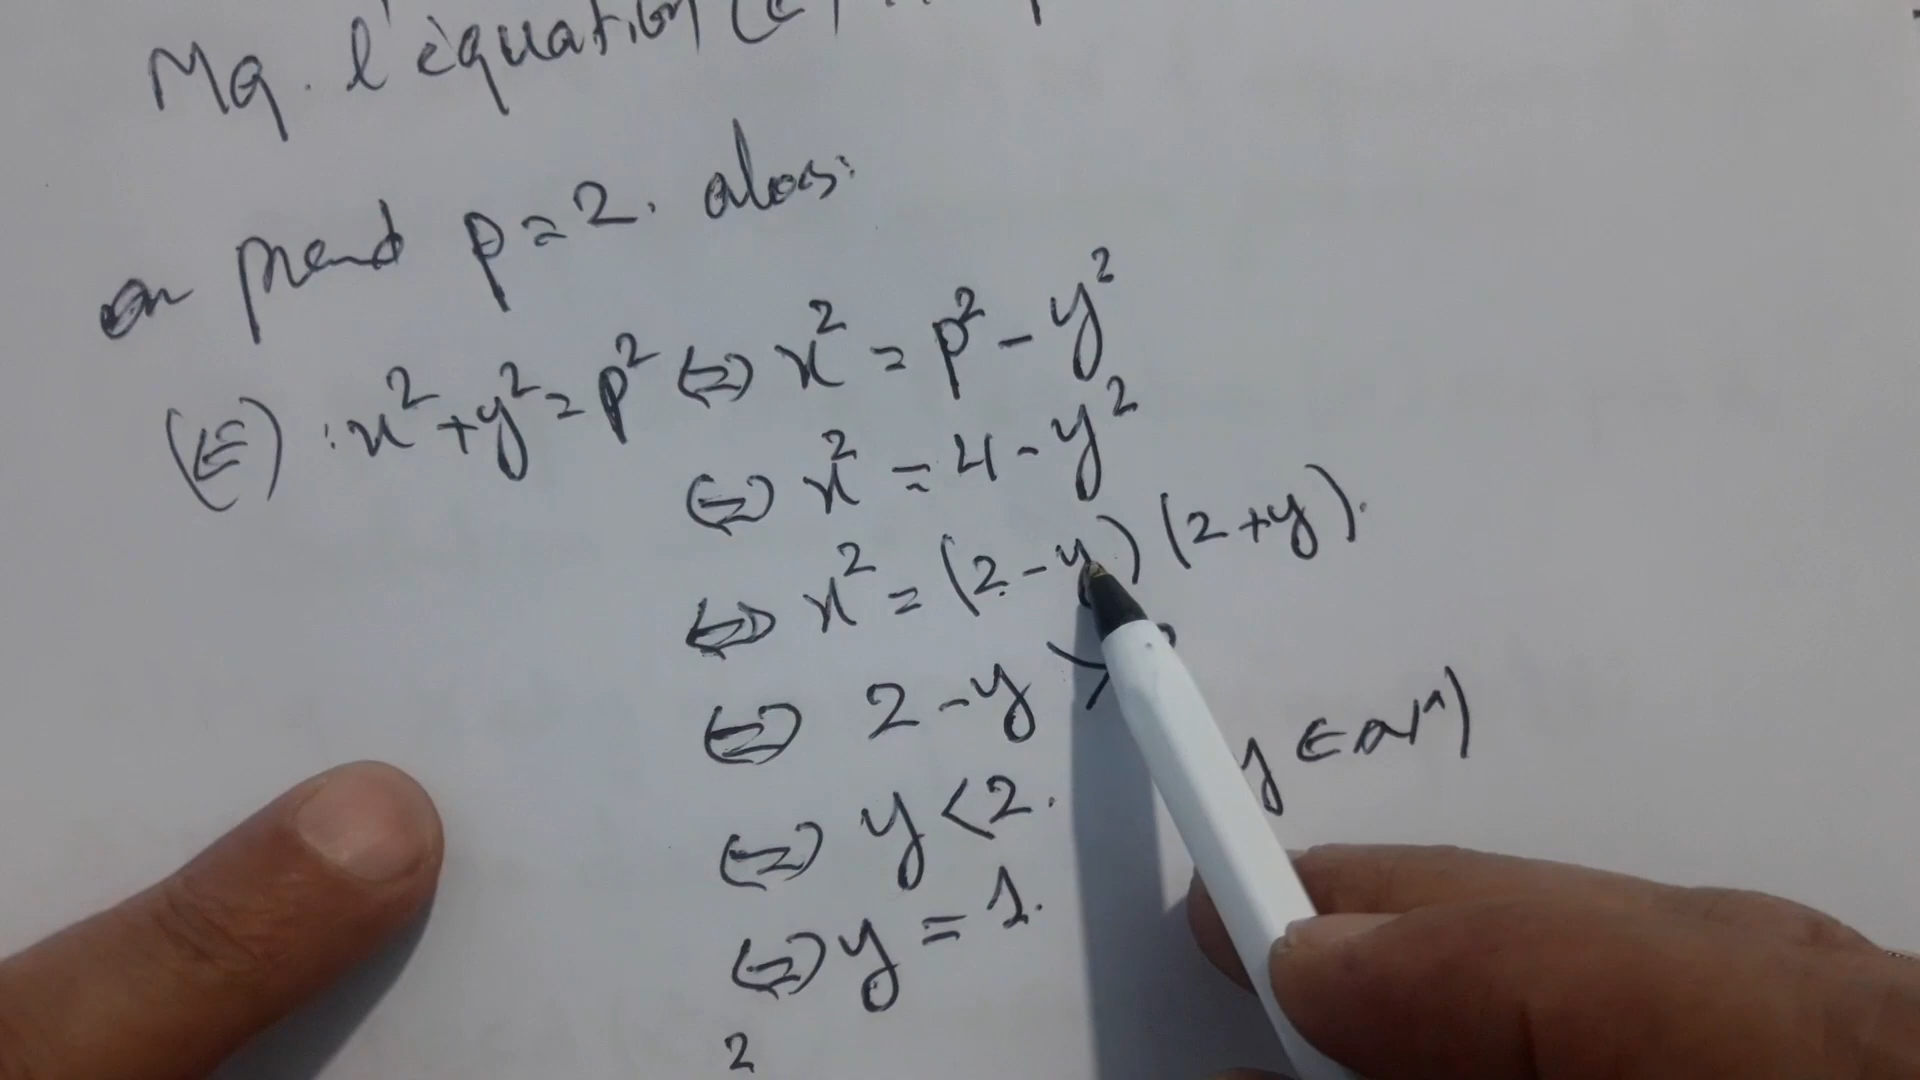 Mq. l'équation (E)
on prend p = 2. alors:
(E) : x² + y² = p² ⇔ x² = p² - y²
⇔ x² = 4 - y²
⇔ x² = (2 - y)(2 + y).
⇔ 2 - y >
⇔ y < 2. y ∈ ℕ*)
⇔ y = 1.
2